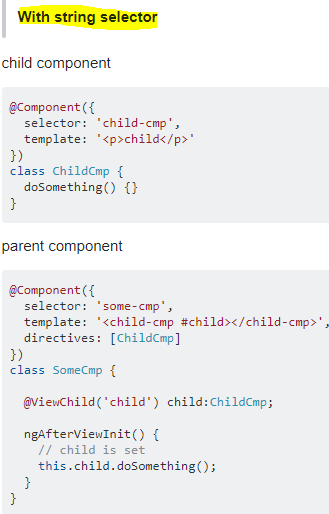 With string selector
child component
@Component({
  selector: 'child-cmp',
  template: '<p>child</p>'
})
class ChildCmp {
  doSomething() {}
}
parent component
@Component({
  selector: 'some-cmp',
  template: '<child-cmp #child></child-cmp>',
  directives: [ChildCmp]
})
class SomeCmp {
  @ViewChild('child') child:ChildCmp;
  ngAfterViewInit() {
    // child is set
    this.child.doSomething();
  }
}